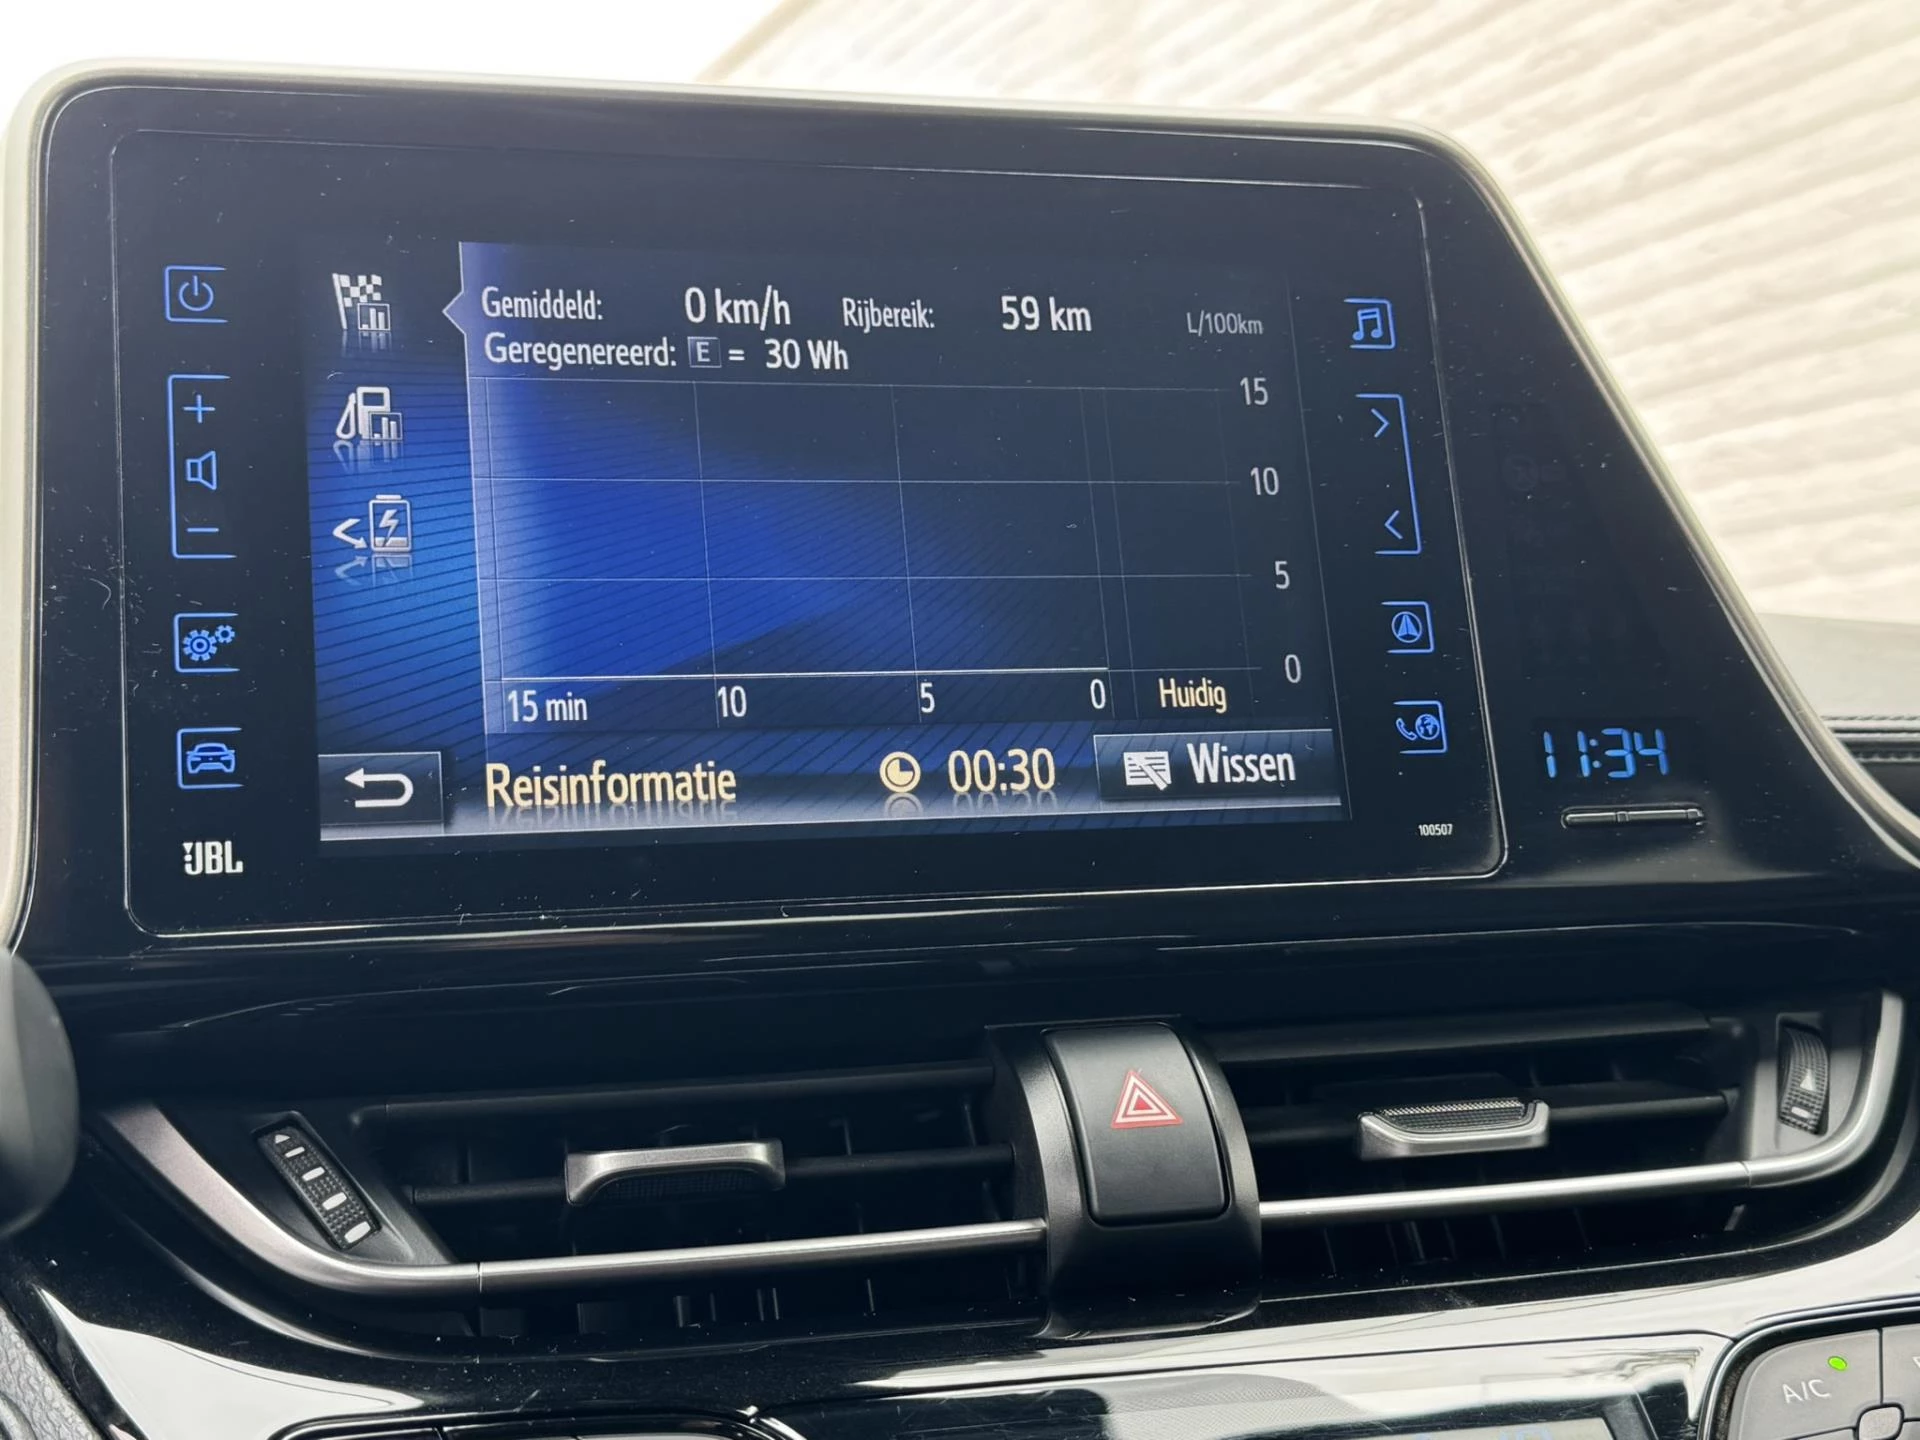 Gemiddeld: 0 km/h Rijbereik: 59 km L/100km
Geregenereerd: E = 30 Wh
15
10
5
0
15 min 10 5 0 Huidig
Reisinformatie 00:30 Wissen
11:34
JBL
100507
A/C